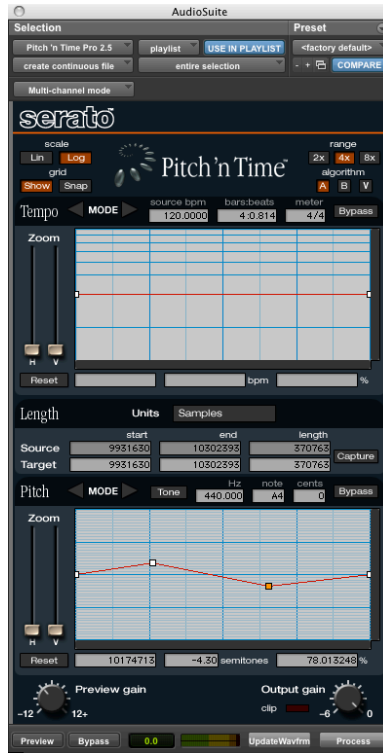 AudioSuite
Selection Preset
Pitch 'n Time Pro 2.5 playlist USE IN PLAYLIST <factory default>
create continuous file entire selection - + COMPARE
Multi-channel mode
serato
scale range
Lin Log Pitch 'n Time™ 2x 4x 8x
grid algorithm
Show Snap A B V
source bpm bars:beats meter
Tempo MODE 120.0000 4:0.814 4/4 Bypass
Zoom
H V
Reset bpm %
Length Units Samples
start end length
Source 9931630 10302393 370763
Capture
Target 9931630 10302393 370763
Hz note cents
Pitch MODE Tone 440.000 A4 0 Bypass
Zoom
H V
Reset 10174713 -4.30 semitones 78.013248 %
Preview gain Output gain
clip
-12 12+ -6 0
Preview Bypass 0.0 UpdateWavfrm Process